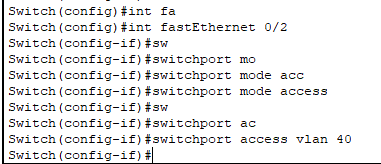 Switch(config)#int fa
Switch(config)#int fastEthernet 0/2
Switch(config-if)#sw
Switch(config-if)#switchport mo
Switch(config-if)#switchport mode acc
Switch(config-if)#switchport mode access
Switch(config-if)#sw
Switch(config-if)#switchport ac
Switch(config-if)#switchport access vlan 40
Switch(config-if)#